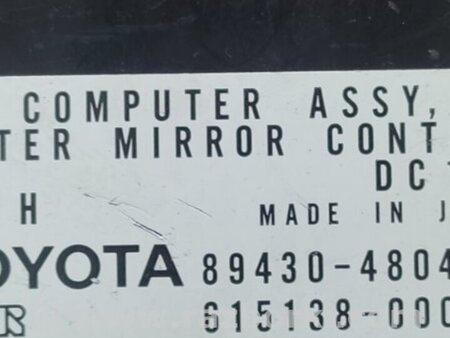 COMPUTER ASSY,
TER MIRROR CONT
DC
H
MADE IN J
OYOTA 89430-4804
R 615138-000